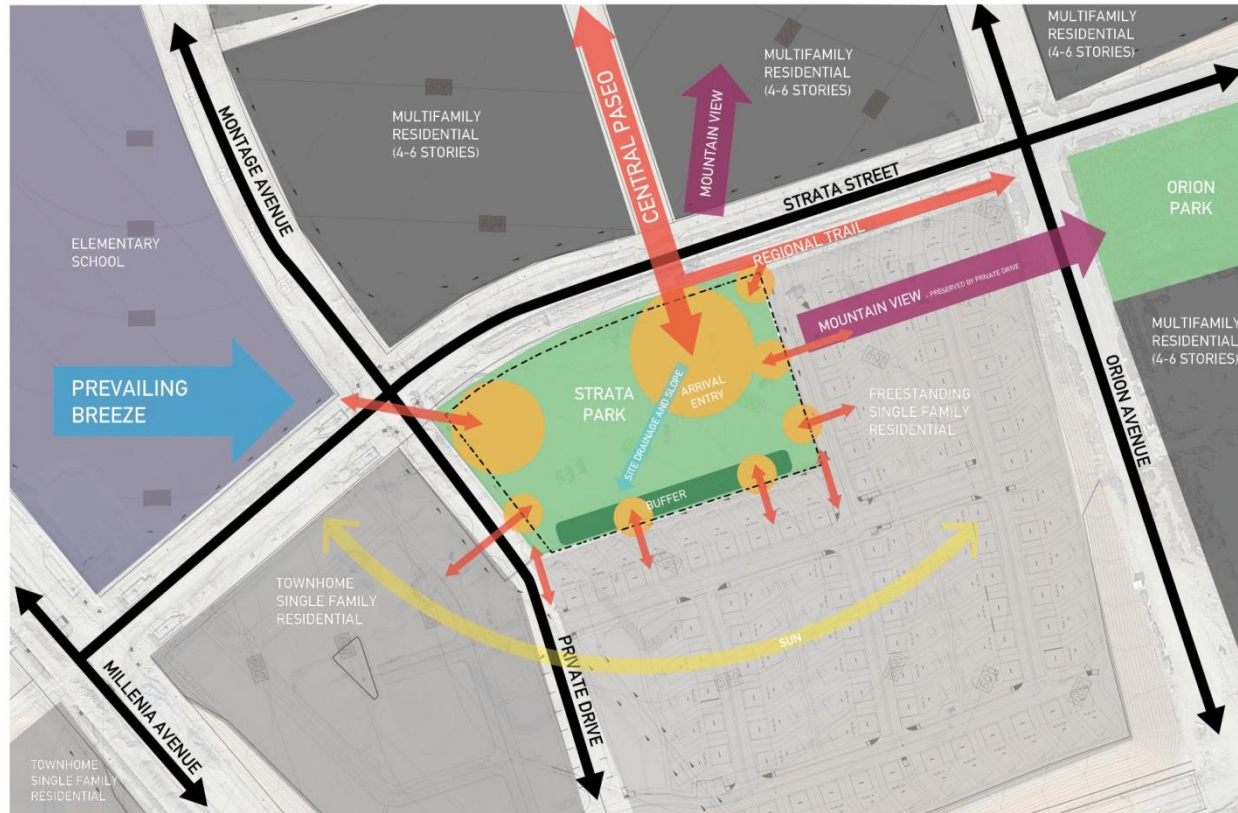 MULTIFAMILY
RESIDENTIAL
(4-6 STORIES)
MULTIFAMILY
RESIDENTIAL
(4-6 STORIES)
MULTIFAMILY
RESIDENTIAL
(4-6 STORIES)
MONTAGE AVENUE
CENTRAL PASEO
MOUNTAIN VIEW
STRATA STREET
ORION
PARK
ELEMENTARY
SCHOOL
REGIONAL TRAIL
MOUNTAIN VIEW - PRESERVED BY PRIVATE DRIVE
MULTIFAMILY
RESIDENTIAL
(4-6 STORIES)
PREVAILING
BREEZE
STRATA
PARK
ARRIVAL
ENTRY
SITE DRAINAGE AND SLOPE
FREESTANDING
SINGLE FAMILY
RESIDENTIAL
ORION AVENUE
BUFFER
TOWNHOME
SINGLE FAMILY
RESIDENTIAL
SUN
PRIVATE DRIVE
MILLENIA AVENUE
TOWNHOME
SINGLE FAMILY
RESIDENTIAL